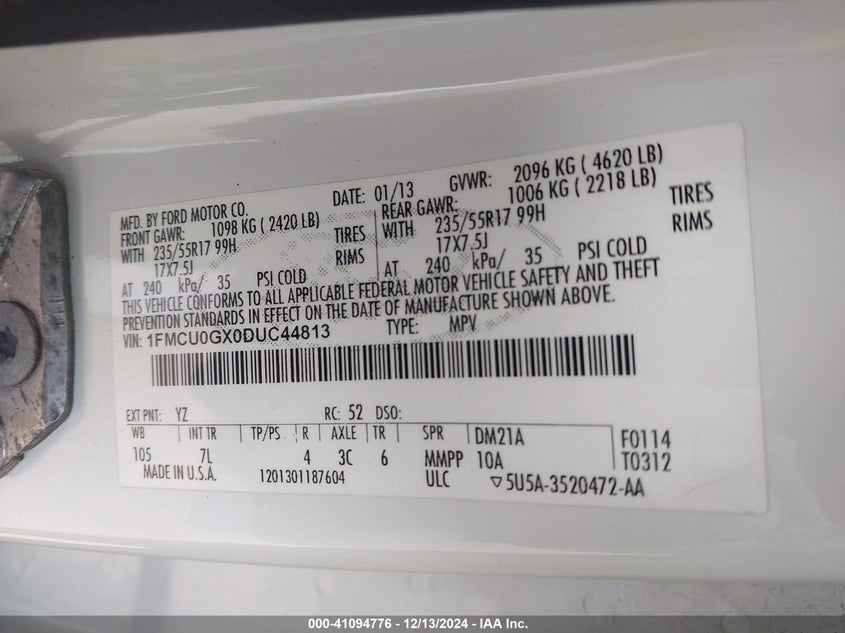 MFD. BY FORD MOTOR CO.
DATE: 01/13 GVWR: 2096 KG ( 4620 LB)
FRONT GAWR: 1098 KG ( 2420 LB) REAR GAWR: 1006 KG ( 2218 LB)
WITH 235/55R17 99H TIRES WITH 235/55R17 99H TIRES
17X7.5J RIMS 17X7.5J RIMS
AT 240 kPa/ 35 PSI COLD AT 240 kPa/ 35 PSI COLD
THIS VEHICLE CONFORMS TO ALL APPLICABLE FEDERAL MOTOR VEHICLE SAFETY AND THEFT
PREVENTION STANDARDS IN EFFECT ON THE DATE OF MANUFACTURE SHOWN ABOVE.
VIN: 1FMCU0GX0DUC44813 TYPE: MPV
EXT PNT: YZ RC: 52 DSO:
WB INT TR TP/PS R AXLE TR SPR DM21A F0114
105 7L 4 3C 6 MMPP 10A T0312
MADE IN U.S.A. 1201301187604 ULC ▽5U5A-3520472-AA
000-41094776 - 12/13/2024 - IAA Inc.